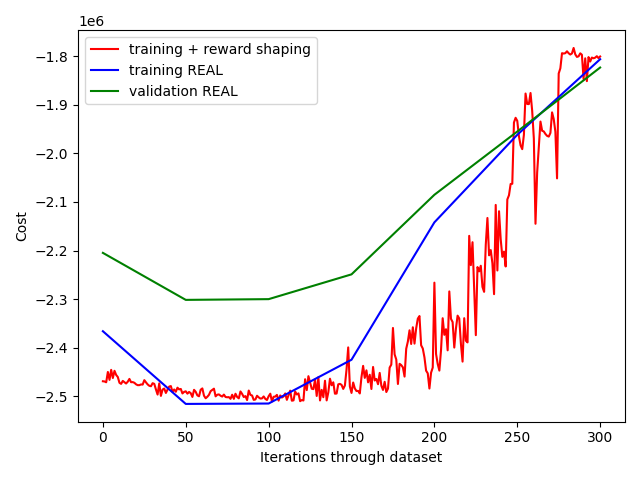 1e6
training + reward shaping
training REAL
validation REAL
−1.8
−1.9
−2.0
−2.1
−2.2
−2.3
−2.4
−2.5
Cost
0 50 100 150 200 250 300
Iterations through dataset